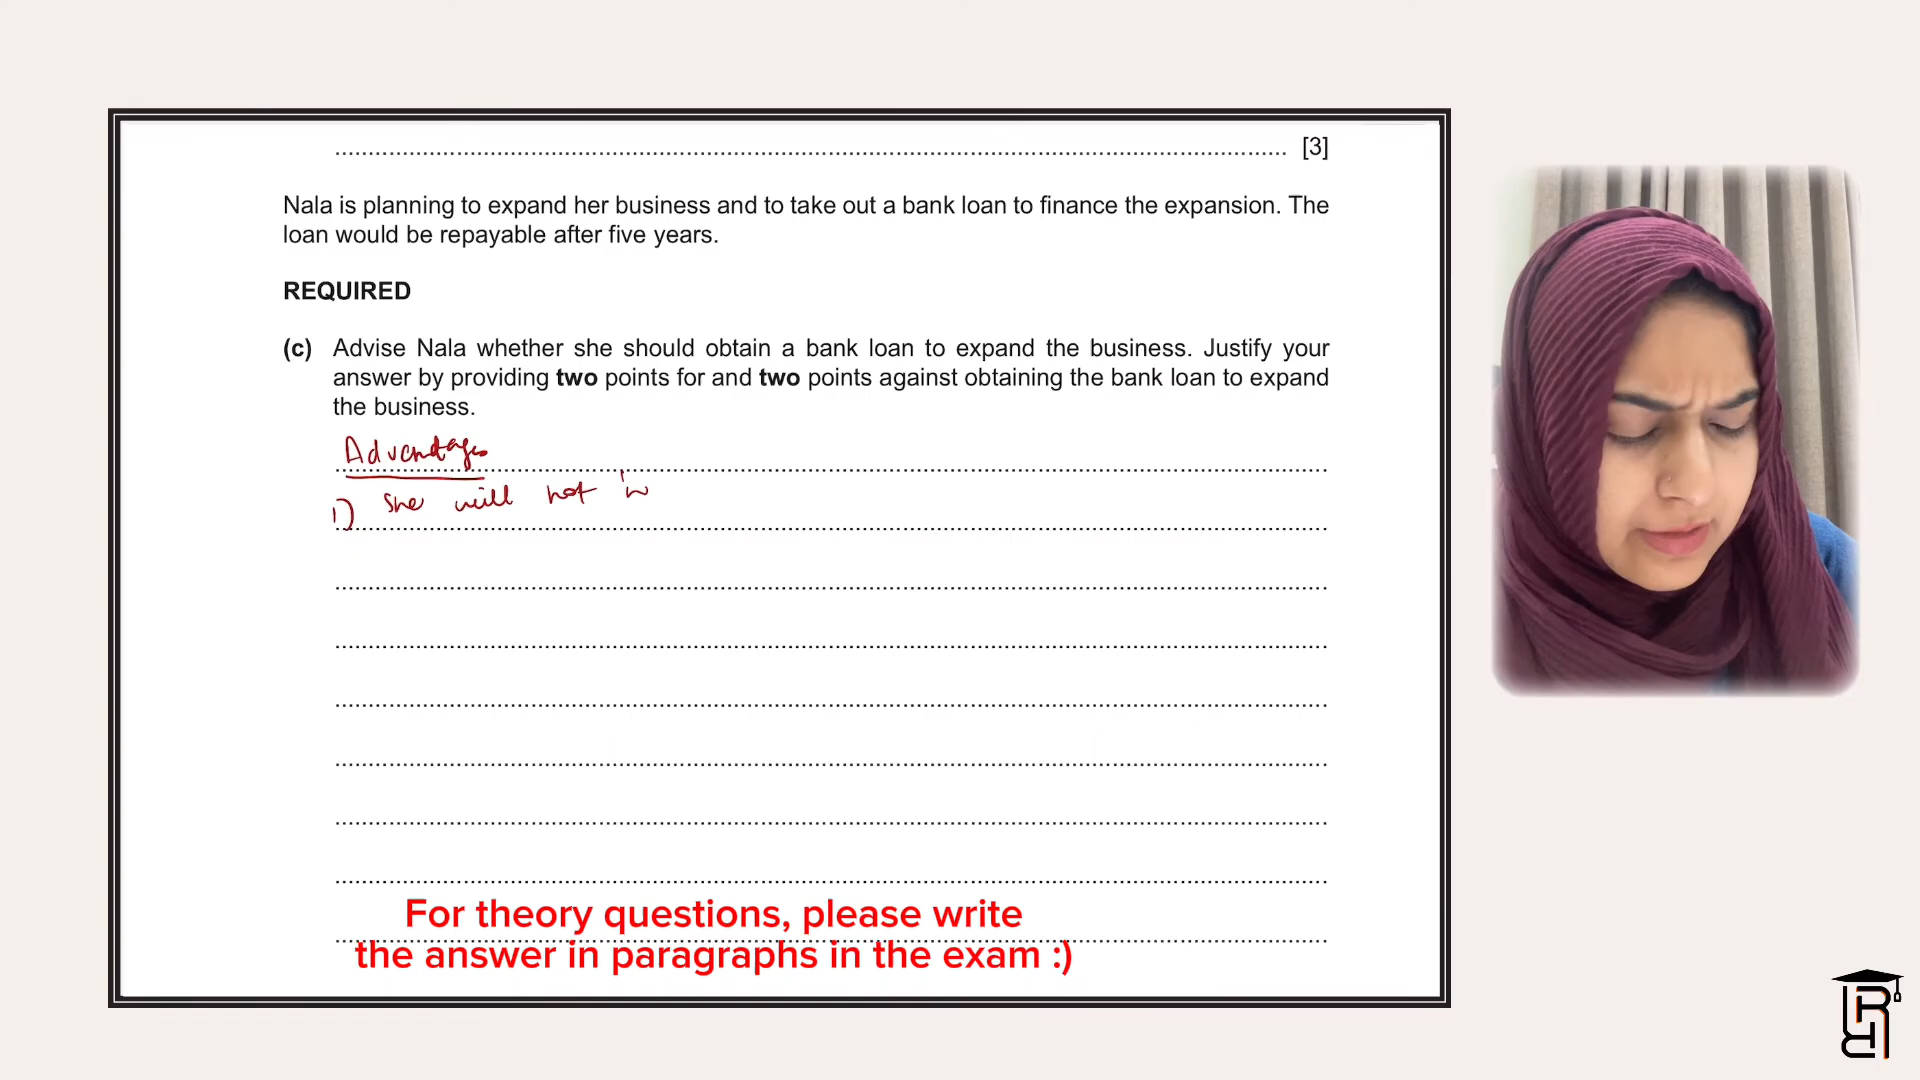 [3]
Nala is planning to expand her business and to take out a bank loan to finance the expansion. The
loan would be repayable after five years.
REQUIRED
(c) Advise Nala whether she should obtain a bank loan to expand the business. Justify your
answer by providing two points for and two points against obtaining the bank loan to expand
the business.
Advantages
1) She will not
For theory questions, please write
the answer in paragraphs in the exam :)